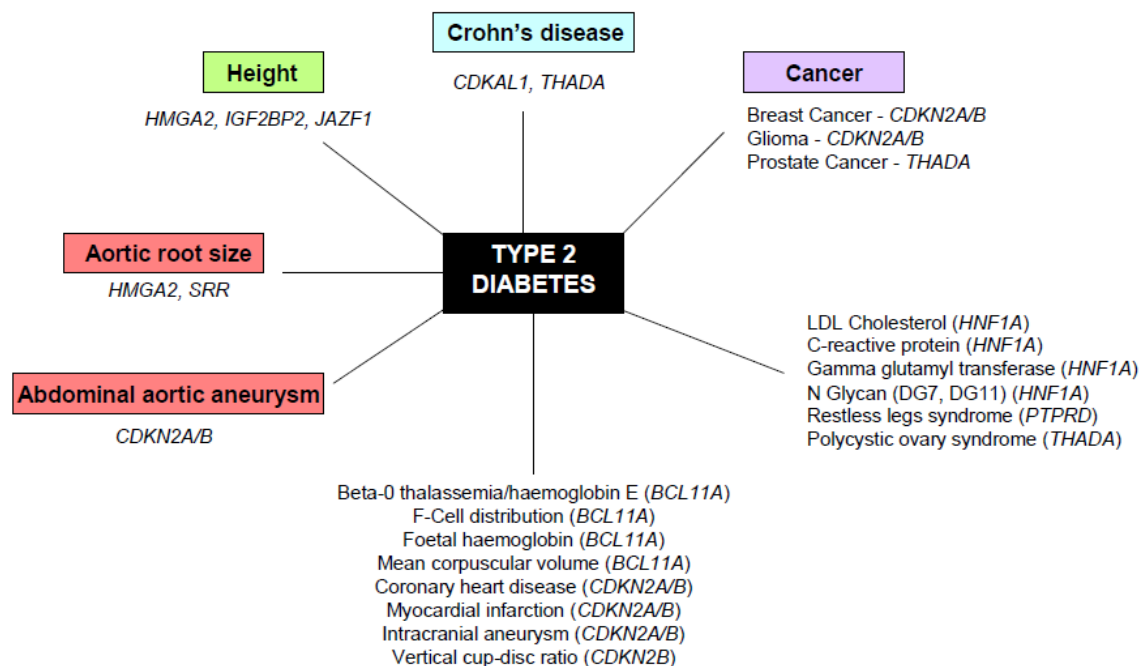 Crohn's disease
CDKAL1, THADA
Height
HMGA2, IGF2BP2, JAZF1
Cancer
Breast Cancer - CDKN2A/B
Glioma - CDKN2A/B
Prostate Cancer - THADA
Aortic root size
HMGA2, SRR
TYPE 2
DIABETES
Abdominal aortic aneurysm
CDKN2A/B
LDL Cholesterol (HNF1A)
C-reactive protein (HNF1A)
Gamma glutamyl transferase (HNF1A)
N Glycan (DG7, DG11) (HNF1A)
Restless legs syndrome (PTPRD)
Polycystic ovary syndrome (THADA)
Beta-0 thalassemia/haemoglobin E (BCL11A)
F-Cell distribution (BCL11A)
Foetal haemoglobin (BCL11A)
Mean corpuscular volume (BCL11A)
Coronary heart disease (CDKN2A/B)
Myocardial infarction (CDKN2A/B)
Intracranial aneurysm (CDKN2A/B)
Vertical cup-disc ratio (CDKN2B)